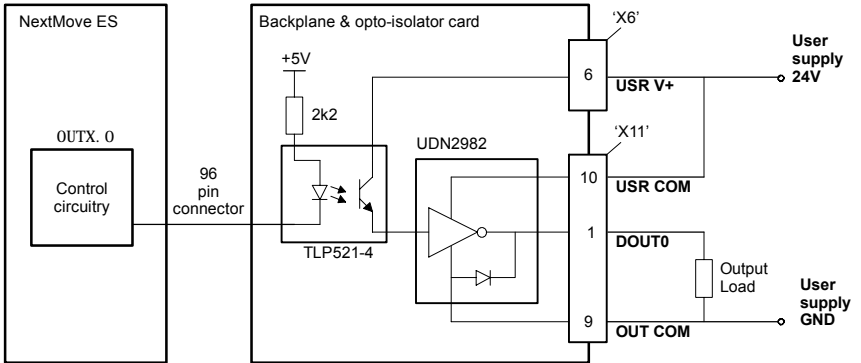 NextMove ES
Backplane & opto-isolator card
'X6'
+5V
6
USR V+
User
supply
24V
2k2
UDN2982
'X11'
OUTX. O
Control
circuitry
96
pin
connector
10
USR COM
TLP521-4
1
DOUT0
Output
Load
9
OUT COM
User
supply
GND